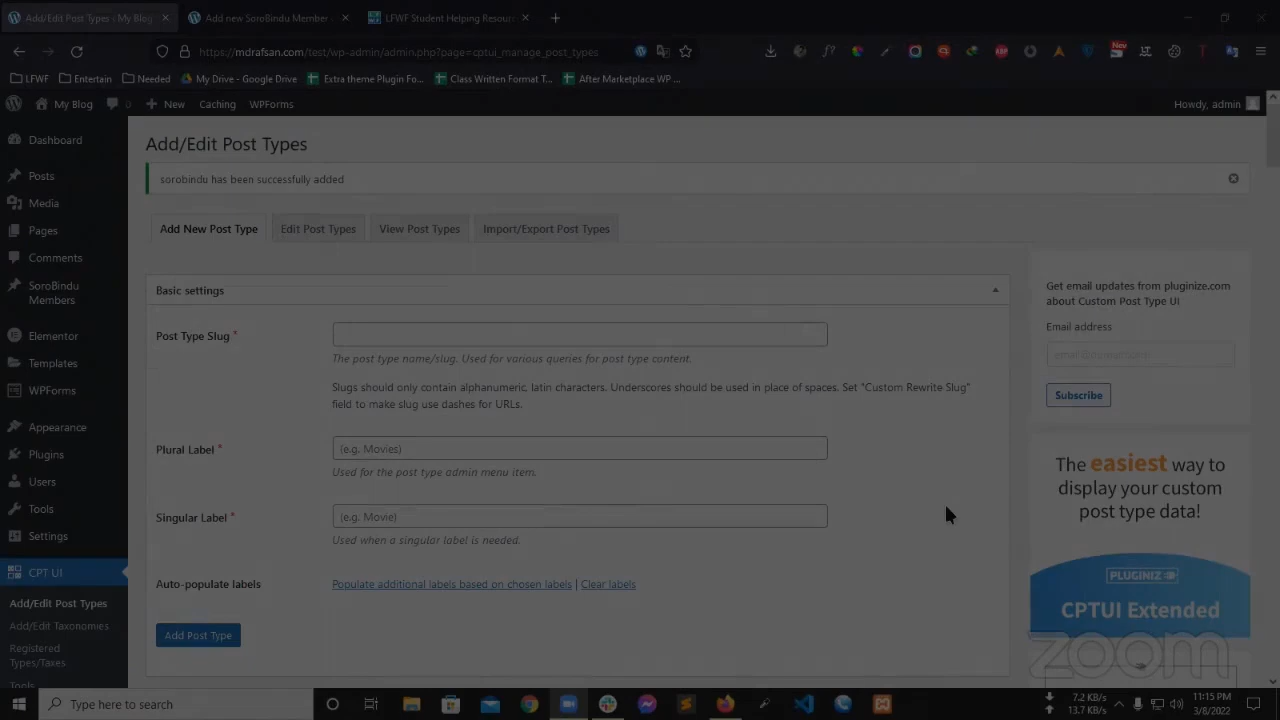 Add/Edit Post Types ‹ My Blog
Add new SoroBindu Member
LFWF Student Helping Resour
https://mdrafsan.com/test/wp-admin/admin.php?page=cptui_manage_post_types
LFWF
Entertain
Needed
My Drive - Google Drive
Extra theme Plugin Fo...
Class Written Format T...
After Marketplace WP ...
My Blog
0
New
Caching
WPForms
Howdy, admin
Dashboard
Posts
Media
Pages
Comments
SoroBindu
Members
Elementor
Templates
WPForms
Appearance
Plugins
Users
Tools
Settings
CPT UI
Add/Edit Post Types
Add/Edit Taxonomies
Registered
Types/Taxes
Tools
Add/Edit Post Types
sorobindu has been successfully added
Add New Post Type
Edit Post Types
View Post Types
Import/Export Post Types
Basic settings
Post Type Slug *
The post type name/slug. Used for various queries for post type content.
Slugs should only contain alphanumeric, latin characters. Underscores should be used in place of spaces. Set "Custom Rewrite Slug"
field to make slug use dashes for URLs.
Plural Label *
(e.g. Movies)
Used for the post type admin menu item.
Singular Label *
(e.g. Movie)
Used when a singular label is needed.
Auto-populate labels
Populate additional labels based on chosen labels | Clear labels
Add Post Type
Get email updates from pluginize.com
about Custom Post Type UI
Email address
Subscribe
The easiest way to
display your custom
post type data!
PLUGINIZE
CPTUI Extended
zoom
Type here to search
7.2 KB/s
13.7 KB/s
11:15 PM
3/8/2022